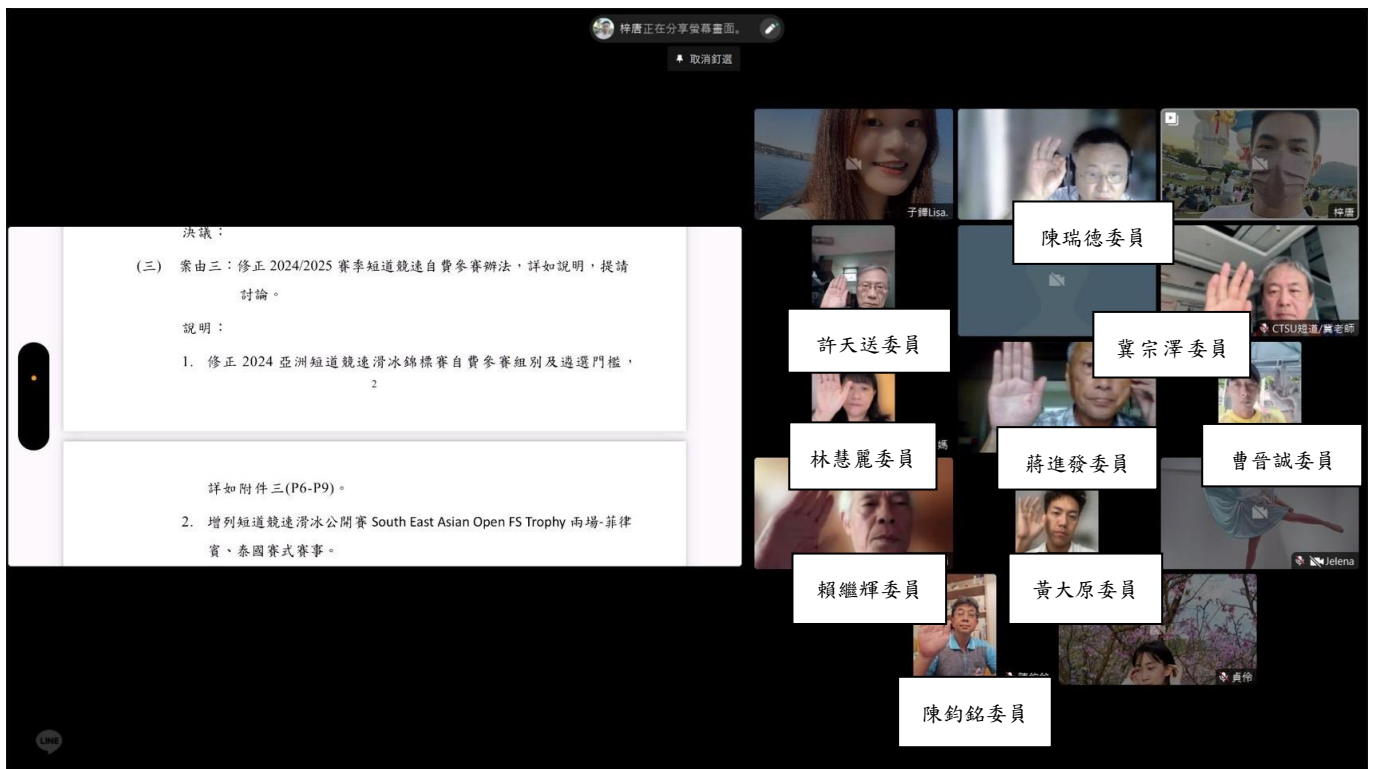 梓唐正在分享螢幕畫面。
取消釘選
決議：
(三) 案由三：修正 2024/2025 賽季短道競速自費參賽辦法，詳如說明，提請
討論。
說明：
1. 修正 2024 亞洲短道競速滑冰錦標賽自費參賽組別及遴選門檻，
2
詳如附件三(P6-P9)。
2. 增列短道競速滑冰公開賽 South East Asian Open FS Trophy 兩場-菲律
賓、泰國賽式賽事。
子鏵Lisa.
梓唐
陳瑞德委員
CTSU短道/冀老師
許天送委員
冀宗澤委員
媽
林慧麗委員
蔣進發委員
曹晉誠委員
Jelena
賴繼輝委員
黃大原委員
貞伶
陳鈞銘委員
LINE